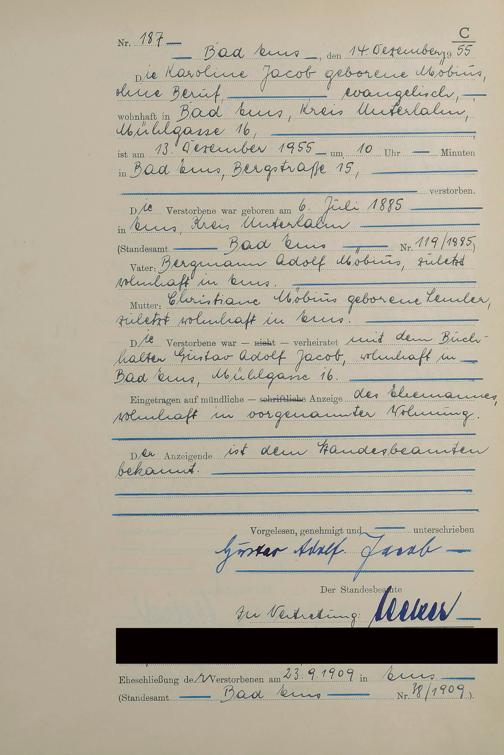 C
Nr. 187
Bad Ems, den 14. Dezember 1955
Die Karoline Jacob geborene Möbius,
ohne Beruf, evangelisch,
wohnhaft in Bad Ems, Kreis Unterlahn,
Mühlgasse 16,
ist am 13. Dezember 1955 um 10 Uhr — Minuten
in Bad Ems, Bergstraße 15,
verstorben.
Die Verstorbene war geboren am 6. Juli 1885
in Ems, Kreis Unterlahn
(Standesamt Bad Ems Nr. 119/1885)
Vater: Bergmann Adolf Möbius, zuletzt
wohnhaft in Ems.
Mutter: Christiane Möbius geborene Lemler,
zuletzt wohnhaft in Ems.
Die Verstorbene war — nicht — verheiratet mit dem Buch-
halter Gustav Adolf Jacob, wohnhaft in
Bad Ems, Mühlgasse 16.
Eingetragen auf mündliche — schriftliche Anzeige des Ehemannes,
wohnhaft in vorgenannter Wohnung.
Der Anzeigende ist dem Standesbeamten
bekannt.
Vorgelesen, genehmigt und unterschrieben
Gustav Adolf Jacob
Der Standesbeamte
In Vertretung:
Eheschließung der Verstorbenen am 23.9.1909 in Ems
(Standesamt Bad Ems Nr. 38/1909).